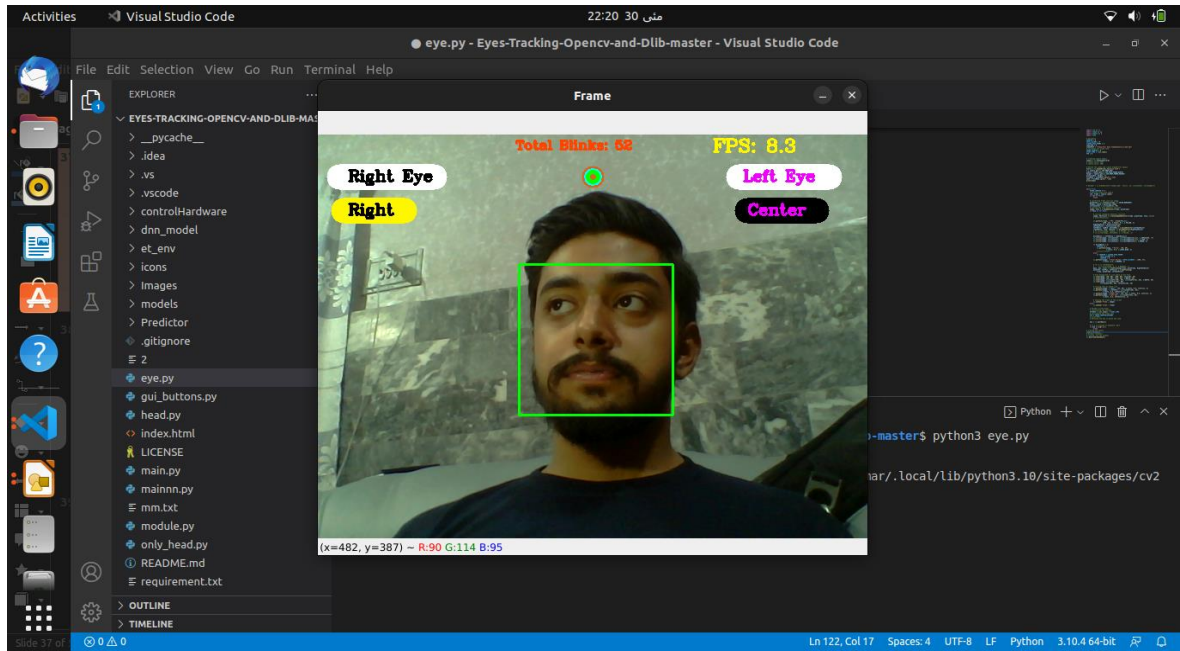 Activities Visual Studio Code مئی 30 22:20
eye.py - Eyes-Tracking-Opencv-and-Dlib-master - Visual Studio Code
File Edit Selection View Go Run Terminal Help
EXPLORER
EYES-TRACKING-OPENCV-AND-DLIB-MAS
__pycache__
.idea
.vs
.vscode
controlHardware
dnn_model
et_env
icons
Images
models
Predictor
.gitignore
2
eye.py
gui_buttons.py
head.py
index.html
LICENSE
main.py
mainnn.py
mm.txt
module.py
only_head.py
README.md
requirement.txt
OUTLINE
TIMELINE
Frame
Total Blinks: 52 FPS: 8.3
Right Eye Left Eye
Right Center
(x=482, y=387) ~ R:90 G:114 B:95
Python
-master$ python3 eye.py
mar/.local/lib/python3.10/site-packages/cv2
Slide 37 of 0 0 Ln 122, Col 17 Spaces: 4 UTF-8 LF Python 3.10.4 64-bit